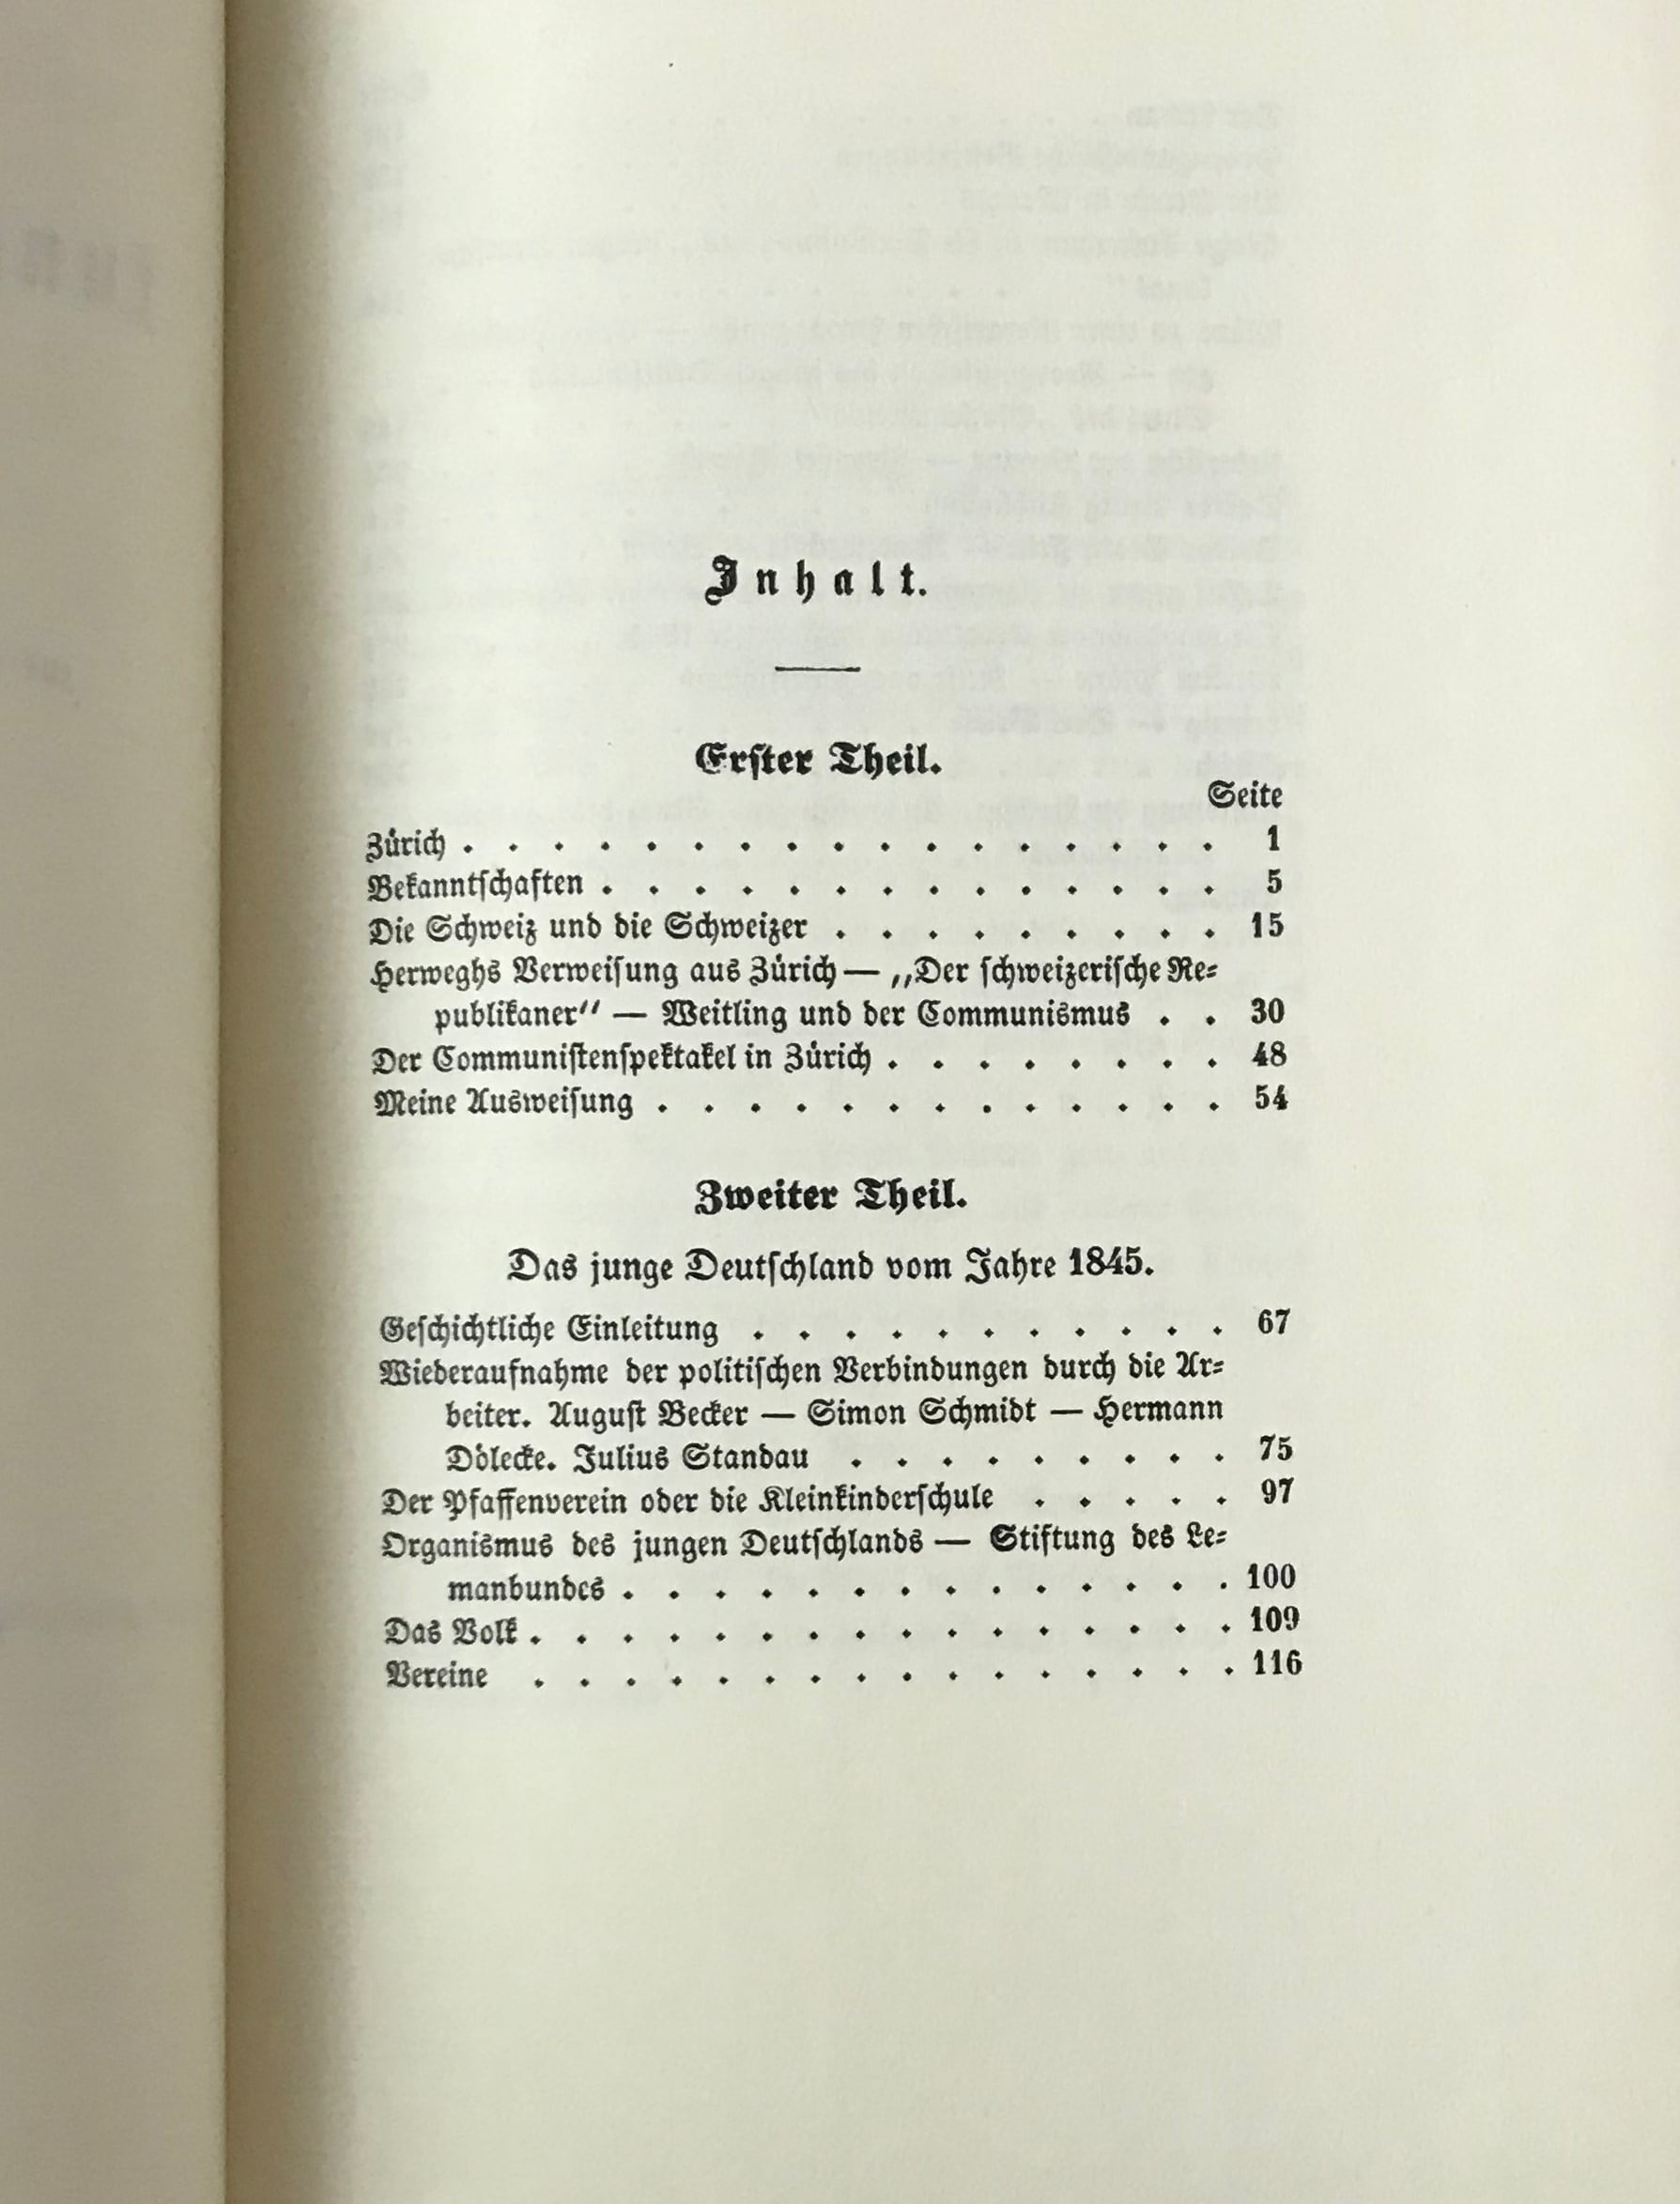 Inhalt.
Erster Theil.
Seite
Zürich . . . . . . . . . . . . . . . . . 1
Bekanntschaften . . . . . . . . . . . . . . 5
Die Schweiz und die Schweizer . . . . . . . . . 15
Herweghs Verweisung aus Zürich — „Der schweizerische Re-
publikaner“ — Weitling und der Communismus . . 30
Der Communistenspektakel in Zürich . . . . . . . . 48
Meine Ausweisung . . . . . . . . . . . . . 54
Zweiter Theil.
Das junge Deutschland vom Jahre 1845.
Geschichtliche Einleitung . . . . . . . . . . . 67
Wiederaufnahme der politischen Verbindungen durch die Ar-
beiter. August Becker — Simon Schmidt — Hermann
Dölecke. Julius Standau . . . . . . . . . 75
Der Pfaffenverein oder die Kleinkinderschule . . . . . 97
Organismus des jungen Deutschlands — Stiftung des Le-
manbundes . . . . . . . . . . . . . . 100
Das Volk . . . . . . . . . . . . . . . . 109
Vereine . . . . . . . . . . . . . . . . 116